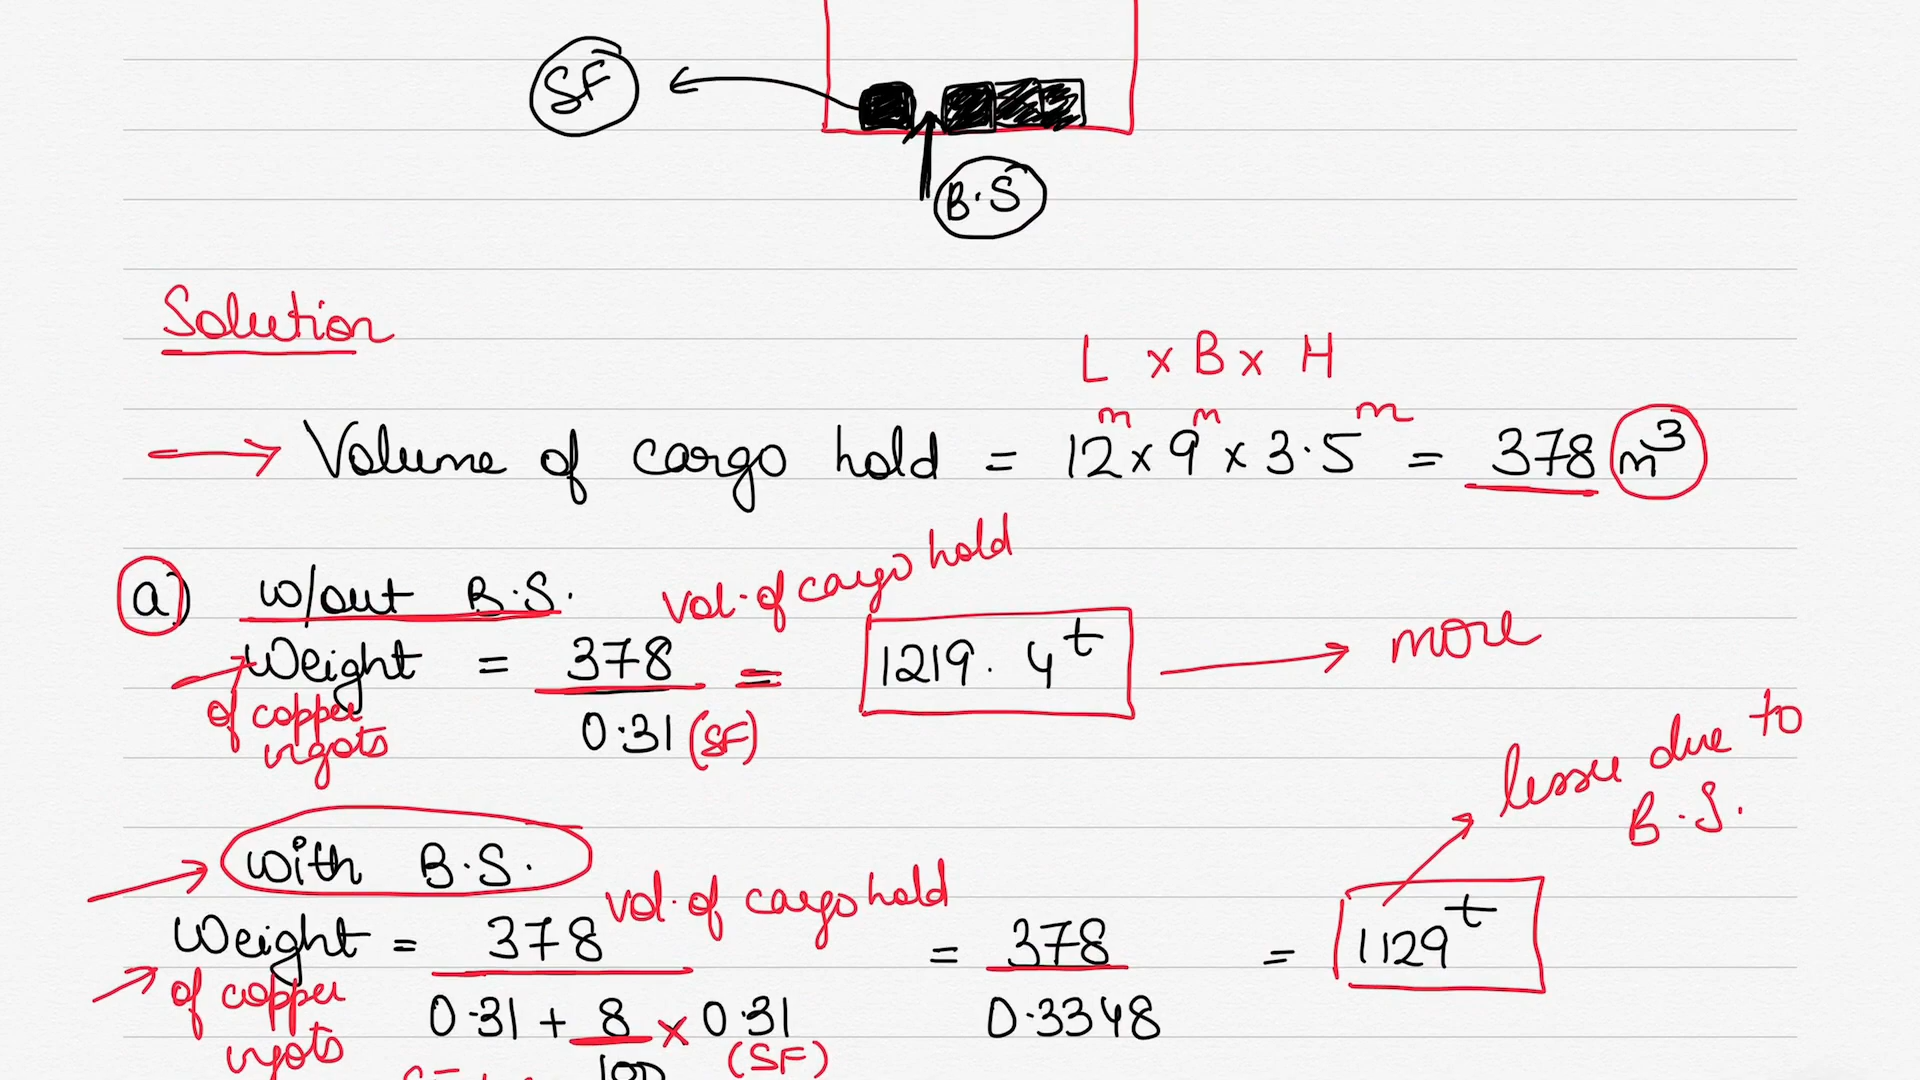 SF
B.S
Solution
L x B x H
m m m
Volume of cargo hold = 12 x 9 x 3.5 = 378 m³
a) w/out B.S. vol. of cargo hold
Weight = 378 = 1219.4 t → more
of copper ingots 0.31 (SF)
lesser due to
B.S.
with B.S.
vol. of cargo hold
Weight = 378 = 378 = 1129 t
of copper ingots 0.31 + 8 x 0.31 0.3348
100 (SF)